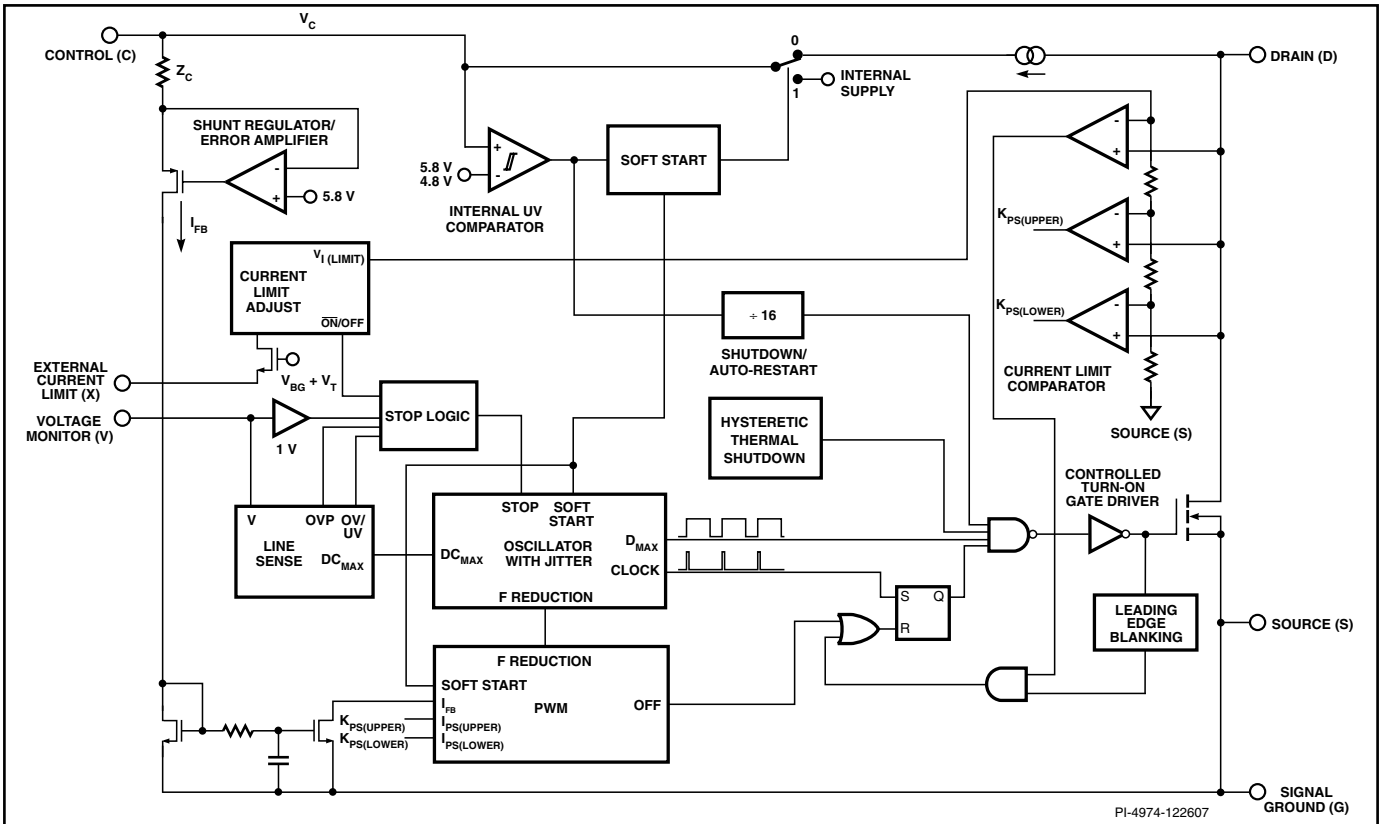 V_C
CONTROL (C)
Z_C
0
1
INTERNAL
SUPPLY
DRAIN (D)
SHUNT REGULATOR/
ERROR AMPLIFIER
-
+
5.8 V
I_FB
+
-
5.8 V
4.8 V
INTERNAL UV
COMPARATOR
SOFT START
-
+
K_PS(UPPER)
-
+
K_PS(LOWER)
-
+
CURRENT LIMIT
COMPARATOR
SOURCE (S)
V_I (LIMIT)
CURRENT
LIMIT
ADJUST
ON/OFF
÷ 16
SHUTDOWN/
AUTO-RESTART
EXTERNAL
CURRENT
LIMIT (X)
V_BG + V_T
VOLTAGE
MONITOR (V)
1 V
STOP LOGIC
HYSTERETIC
THERMAL
SHUTDOWN
CONTROLLED
TURN-ON
GATE DRIVER
V
OVP
OV/
UV
LINE
SENSE
DC_MAX
STOP
SOFT
START
DC_MAX
OSCILLATOR
WITH JITTER
D_MAX
CLOCK
F REDUCTION
S
Q
R
LEADING
EDGE
BLANKING
SOURCE (S)
F REDUCTION
SOFT START
PWM
OFF
I_FB
K_PS(UPPER)
I_PS(UPPER)
K_PS(LOWER)
I_PS(LOWER)
SIGNAL
GROUND (G)
PI-4974-122607